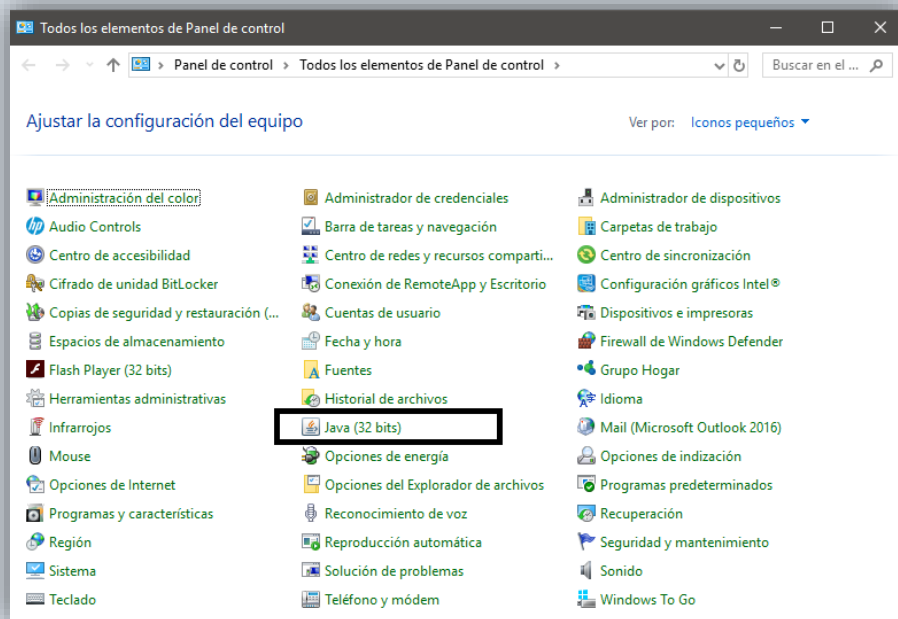 Todos los elementos de Panel de control
Panel de control > Todos los elementos de Panel de control >
Buscar en el ...
Ajustar la configuración del equipo
Ver por: Iconos pequeños
Administración del color
Administrador de credenciales
Administrador de dispositivos
Audio Controls
Barra de tareas y navegación
Carpetas de trabajo
Centro de accesibilidad
Centro de redes y recursos comparti...
Centro de sincronización
Cifrado de unidad BitLocker
Conexión de RemoteApp y Escritorio
Configuración gráficos Intel®
Copias de seguridad y restauración (...
Cuentas de usuario
Dispositivos e impresoras
Espacios de almacenamiento
Fecha y hora
Firewall de Windows Defender
Flash Player (32 bits)
Fuentes
Grupo Hogar
Herramientas administrativas
Historial de archivos
Idioma
Infrarrojos
Java (32 bits)
Mail (Microsoft Outlook 2016)
Mouse
Opciones de energía
Opciones de indización
Opciones de Internet
Opciones del Explorador de archivos
Programas predeterminados
Programas y características
Reconocimiento de voz
Recuperación
Región
Reproducción automática
Seguridad y mantenimiento
Sistema
Solución de problemas
Sonido
Teclado
Teléfono y módem
Windows To Go